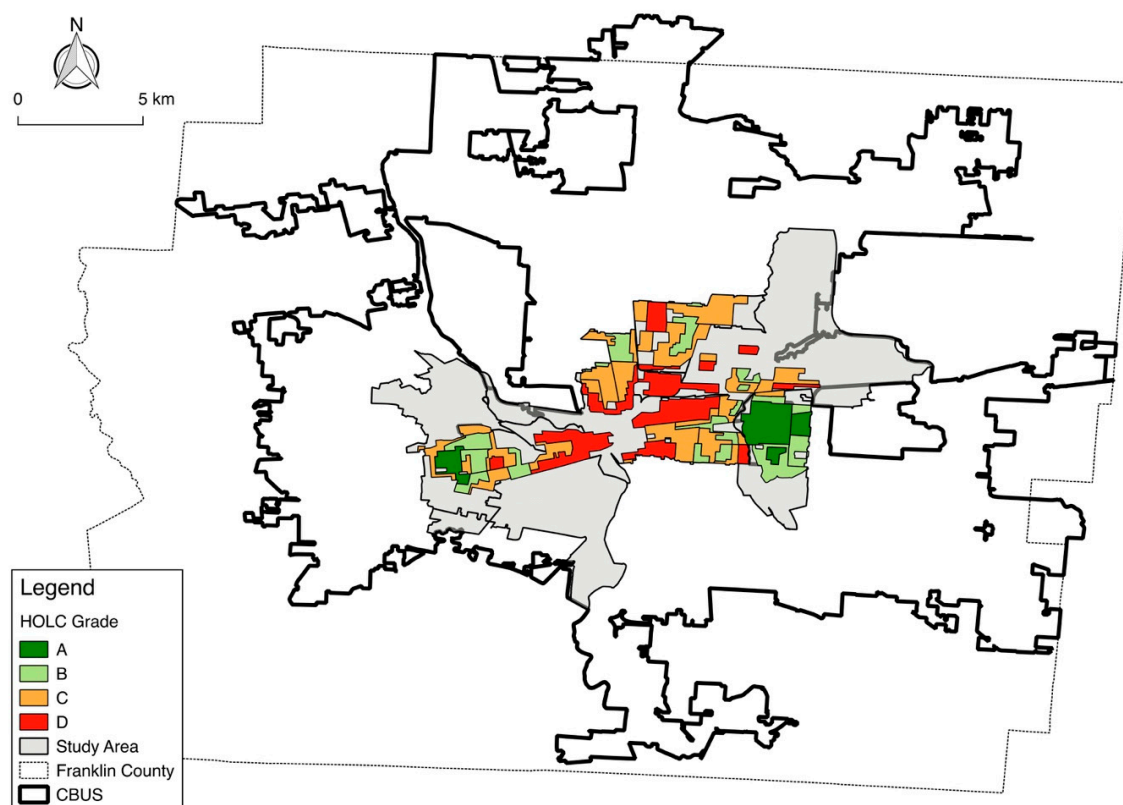 N
0 5 km
Legend
HOLC Grade
A
B
C
D
Study Area
Franklin County
CBUS